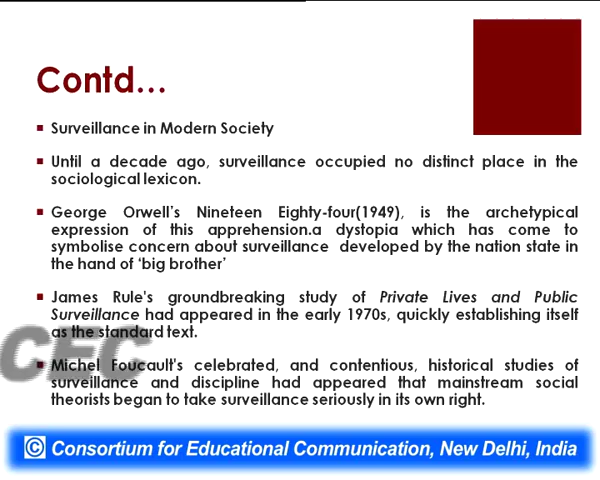 Contd...
Surveillance in Modern Society
Until a decade ago, surveillance occupied no distinct place in the
sociological lexicon.
George Orwell's Nineteen Eighty-four(1949), is the archetypical
expression of this apprehension.a dystopia which has come to
symbolise concern about surveillance developed by the nation state in
the hand of 'big brother'
James Rule's groundbreaking study of Private Lives and Public
Surveillance had appeared in the early 1970s, quickly establishing itself
as the standard text.
CEC
Michel Foucault's celebrated, and contentious, historical studies of
surveillance and discipline had appeared that mainstream social
theorists began to take surveillance seriously in its own right.
© Consortium for Educational Communication, New Delhi, India